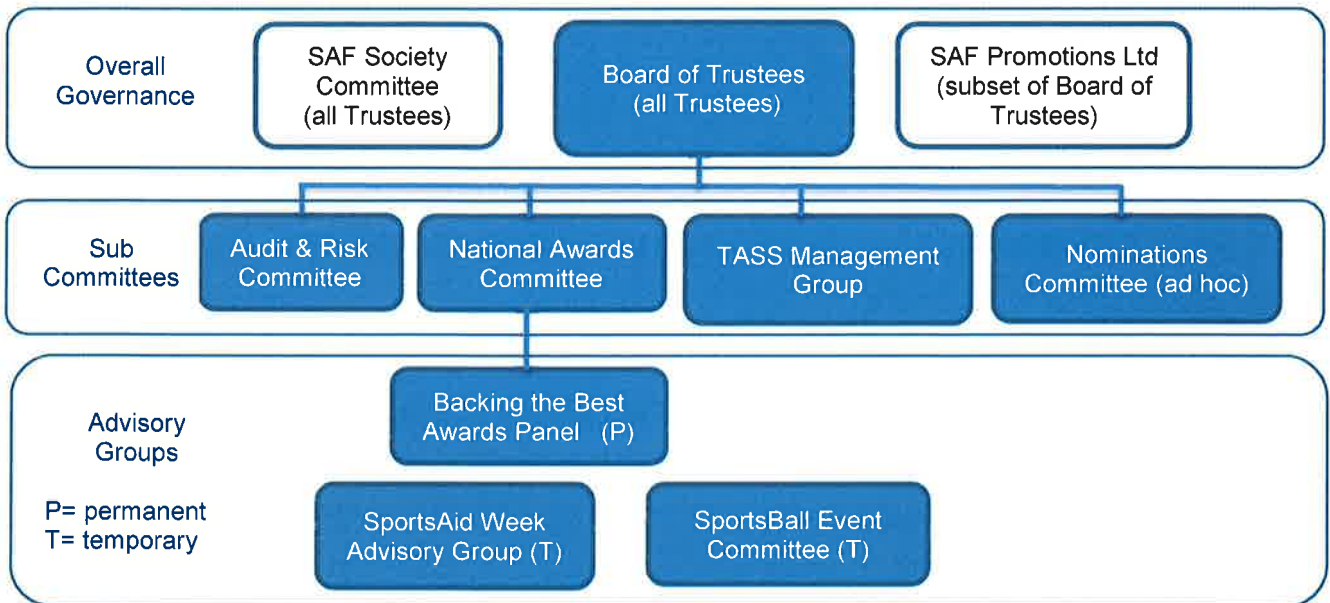 Overall
Governance
SAF Society
Committee
(all Trustees)
Board of Trustees
(all Trustees)
SAF Promotions Ltd
(subset of Board of
Trustees)
Sub
Committees
Audit & Risk
Committee
National Awards
Committee
TASS Management
Group
Nominations
Committee (ad hoc)
Advisory
Groups
P= permanent
T= temporary
Backing the Best
Awards Panel (P)
SportsAid Week
Advisory Group (T)
SportsBall Event
Committee (T)